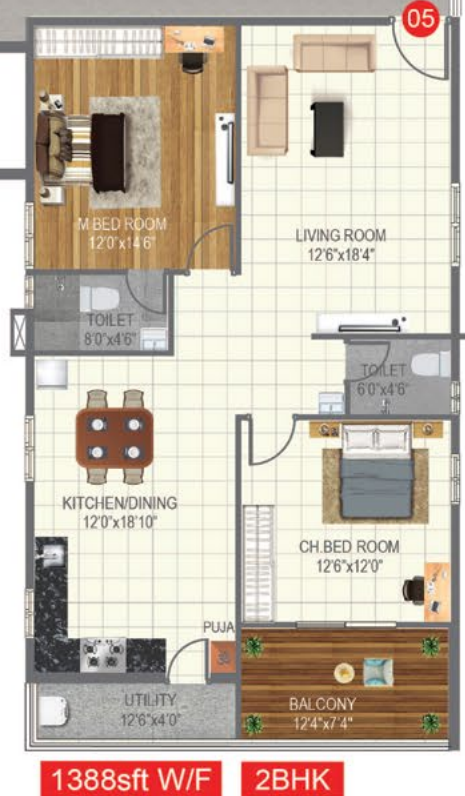 05
M.BED ROOM
12'0"x14'6"
LIVING ROOM
12'6"x18'4"
TOILET
8'0"x4'6"
TOILET
6'0"x4'6"
KITCHEN/DINING
12'0"x18'10"
CH.BED ROOM
12'6"x12'0"
PUJA
UTILITY
12'6"x4'0"
BALCONY
12'4"x7'4"
1388sft W/F
2BHK